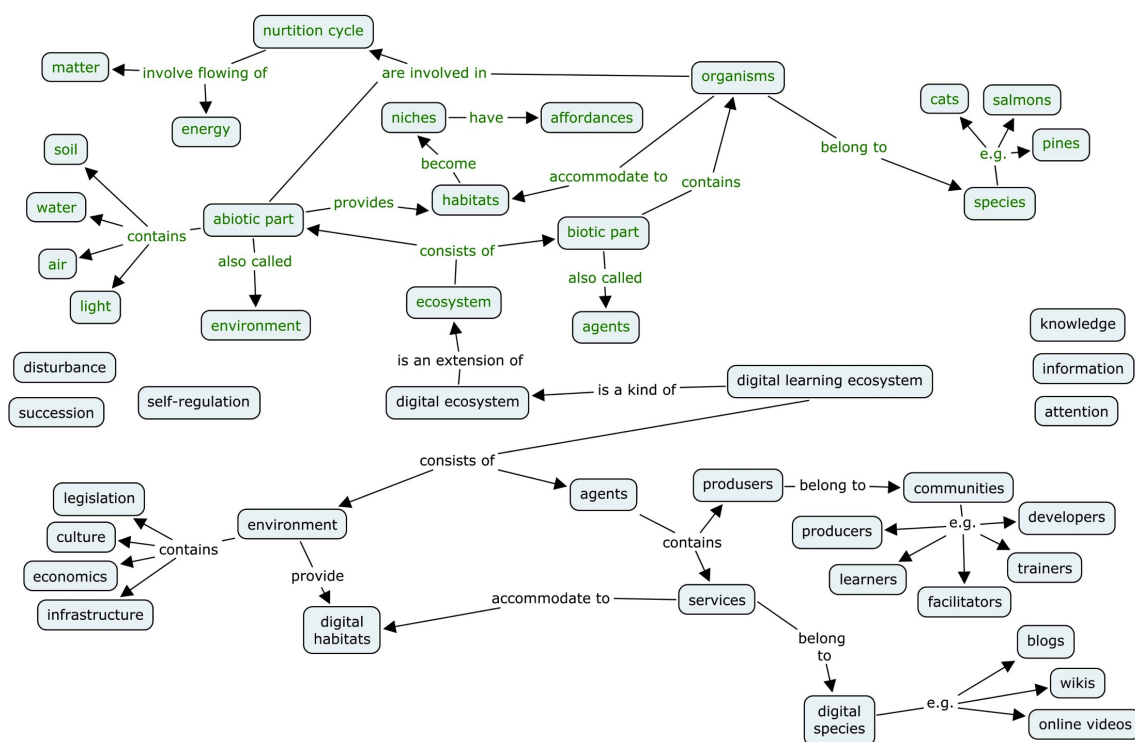 nurtition cycle
matter
involve flowing of
are involved in
organisms
energy
niches
have
affordances
cats
salmons
e.g.
pines
species
belong to
soil
water
air
light
contains
abiotic part
provides
become
habitats
accommodate to
contains
biotic part
also called
consists of
also called
environment
ecosystem
agents
is an extension of
disturbance
succession
self-regulation
digital ecosystem
is a kind of
digital learning ecosystem
knowledge
information
attention
consists of
legislation
culture
economics
infrastructure
contains
environment
provide
digital
habitats
agents
contains
produsers
belong to
communities
e.g.
producers
developers
learners
trainers
facilitators
accommodate to
services
belong
to
digital
species
e.g.
blogs
wikis
online videos